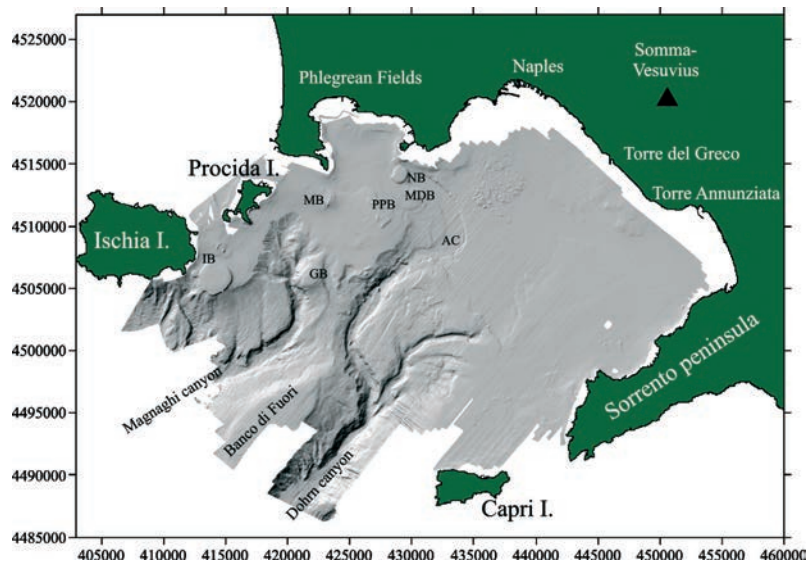 4525000
4520000
4515000
4510000
4505000
4500000
4495000
4490000
4485000
Phlegrean Fields
Naples
Somma-
Vesuvius
Torre del Greco
Torre Annunziata
Procida I.
Ischia I.
NB
MB
PPB
MDB
AC
IB
GB
Magnaghi canyon
Banco di Fuori
Dohrn canyon
Sorrento peninsula
Capri I.
405000 410000 415000 420000 425000 430000 435000 440000 445000 450000 455000 460000